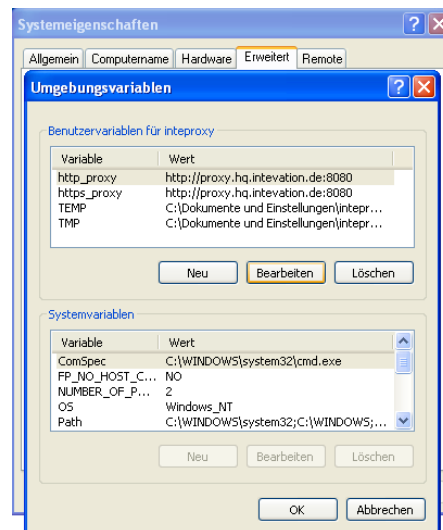 Systemeigenschaften
Allgemein Computername Hardware Erweitert Remote
Umgebungsvariablen
Benutzervariablen für inteproxy
Variable Wert
http_proxy http://proxy.hq.intevation.de:8080
https_proxy http://proxy.hq.intevation.de:8080
TEMP C:\Dokumente und Einstellungen\intepr...
TMP C:\Dokumente und Einstellungen\intepr...
Neu Bearbeiten Löschen
Systemvariablen
Variable Wert
ComSpec C:\WINDOWS\system32\cmd.exe
FP_NO_HOST_C... NO
NUMBER_OF_P... 2
OS Windows_NT
Path C:\WINDOWS\system32;C:\WINDOWS;...
Neu Bearbeiten Löschen
OK Abbrechen